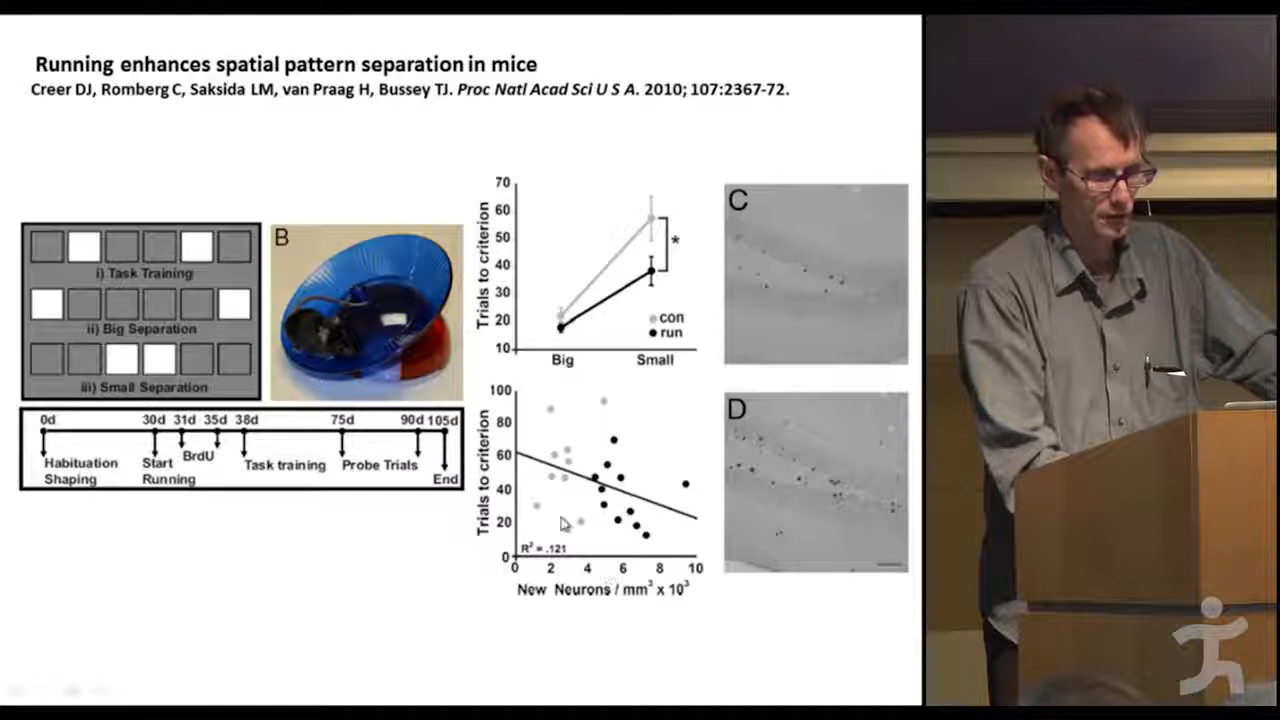 Running enhances spatial pattern separation in mice
Creer DJ, Romberg C, Saksida LM, van Praag H, Bussey TJ. Proc Natl Acad Sci U S A. 2010; 107:2367-72.
i) Task Training
ii) Big Separation
iii) Small Separation
B
0d 30d 31d 35d 38d 75d 90d 105d
Habituation
Shaping
Start
Running
BrdU
Task training
Probe Trials
End
Trials to criterion
70
60
50
40
30
20
10
*
con
run
Big Small
Trials to criterion
100
80
60
40
20
0
R² = .121
0 2 4 6 8 10
New Neurons / mm³ x 10³
C
D